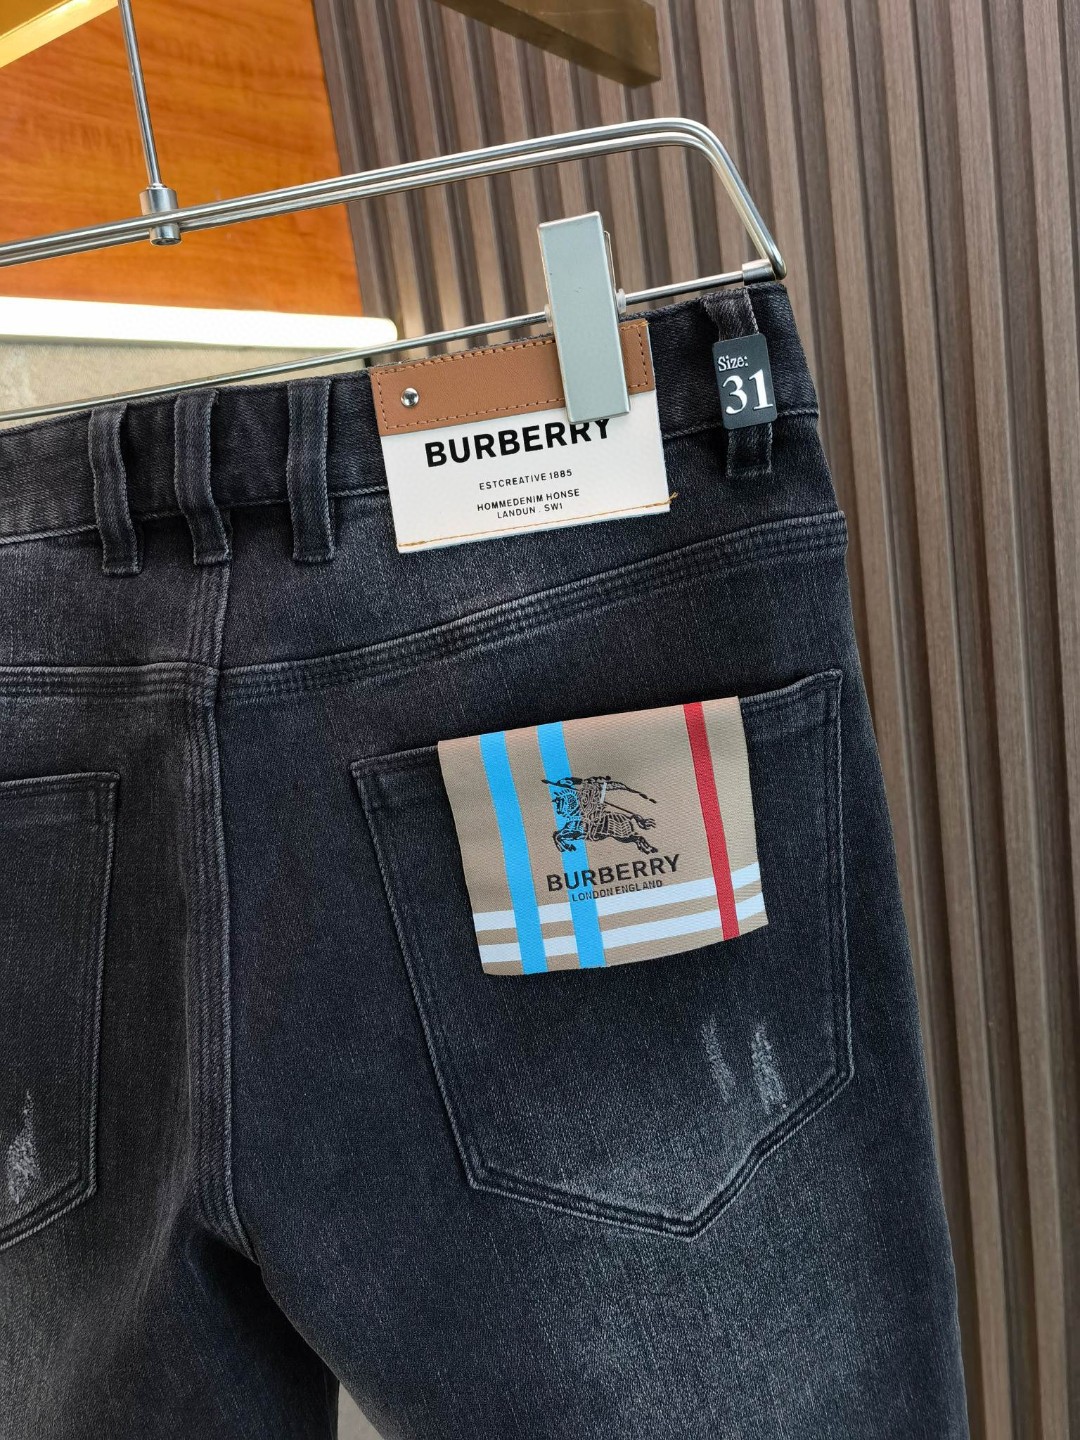 Size:
31
BURBERRY
ESTCREATIVE 1885
HOMMEDENIM HONSE
LANDUN . SW1
BURBERRY
LONDON ENGLAND